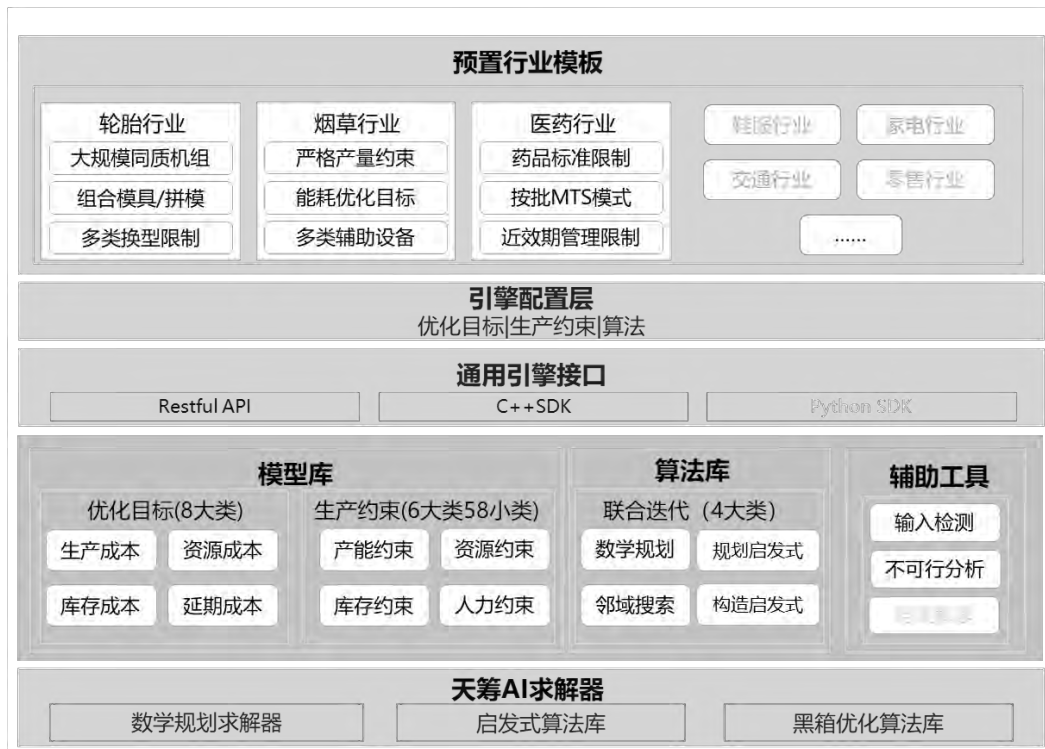 预置行业模板
轮胎行业
大规模同质机组
组合模具/拼模
多类换型限制
烟草行业
严格产量约束
能耗优化目标
多类辅助设备
医药行业
药品标准限制
按批MTS模式
近效期管理限制
鞋服行业
家电行业
交通行业
零售行业
......
引擎配置层
优化目标|生产约束|算法
通用引擎接口
Restful API
C++SDK
Python SDK
模型库
优化目标(8大类)
生产成本
资源成本
库存成本
延期成本
生产约束(6大类58小类)
产能约束
资源约束
库存约束
人力约束
算法库
联合迭代（4大类）
数学规划
规划启发式
邻域搜索
构造启发式
辅助工具
输入检测
不可行分析
天筹AI求解器
数学规划求解器
启发式算法库
黑箱优化算法库